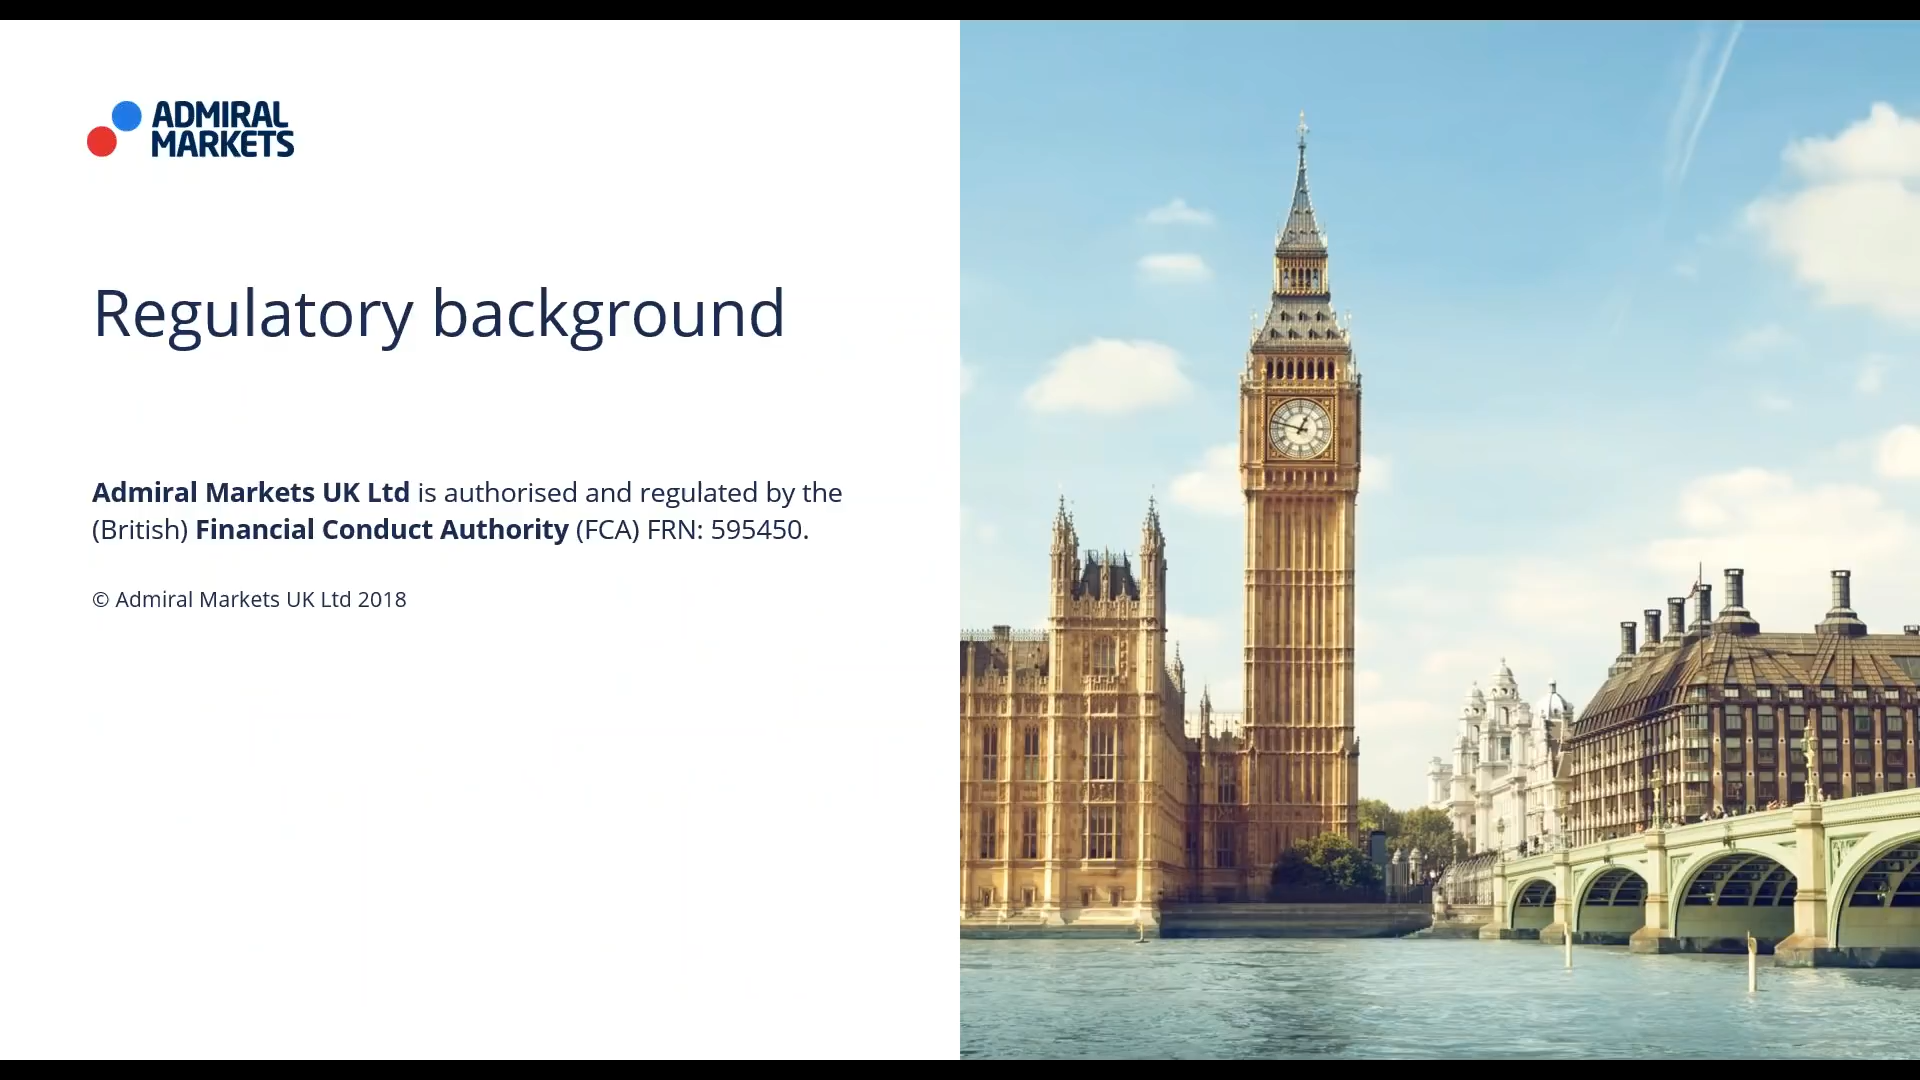 ADMIRAL
MARKETS
Regulatory background
Admiral Markets UK Ltd is authorised and regulated by the
(British) Financial Conduct Authority (FCA) FRN: 595450.
© Admiral Markets UK Ltd 2018